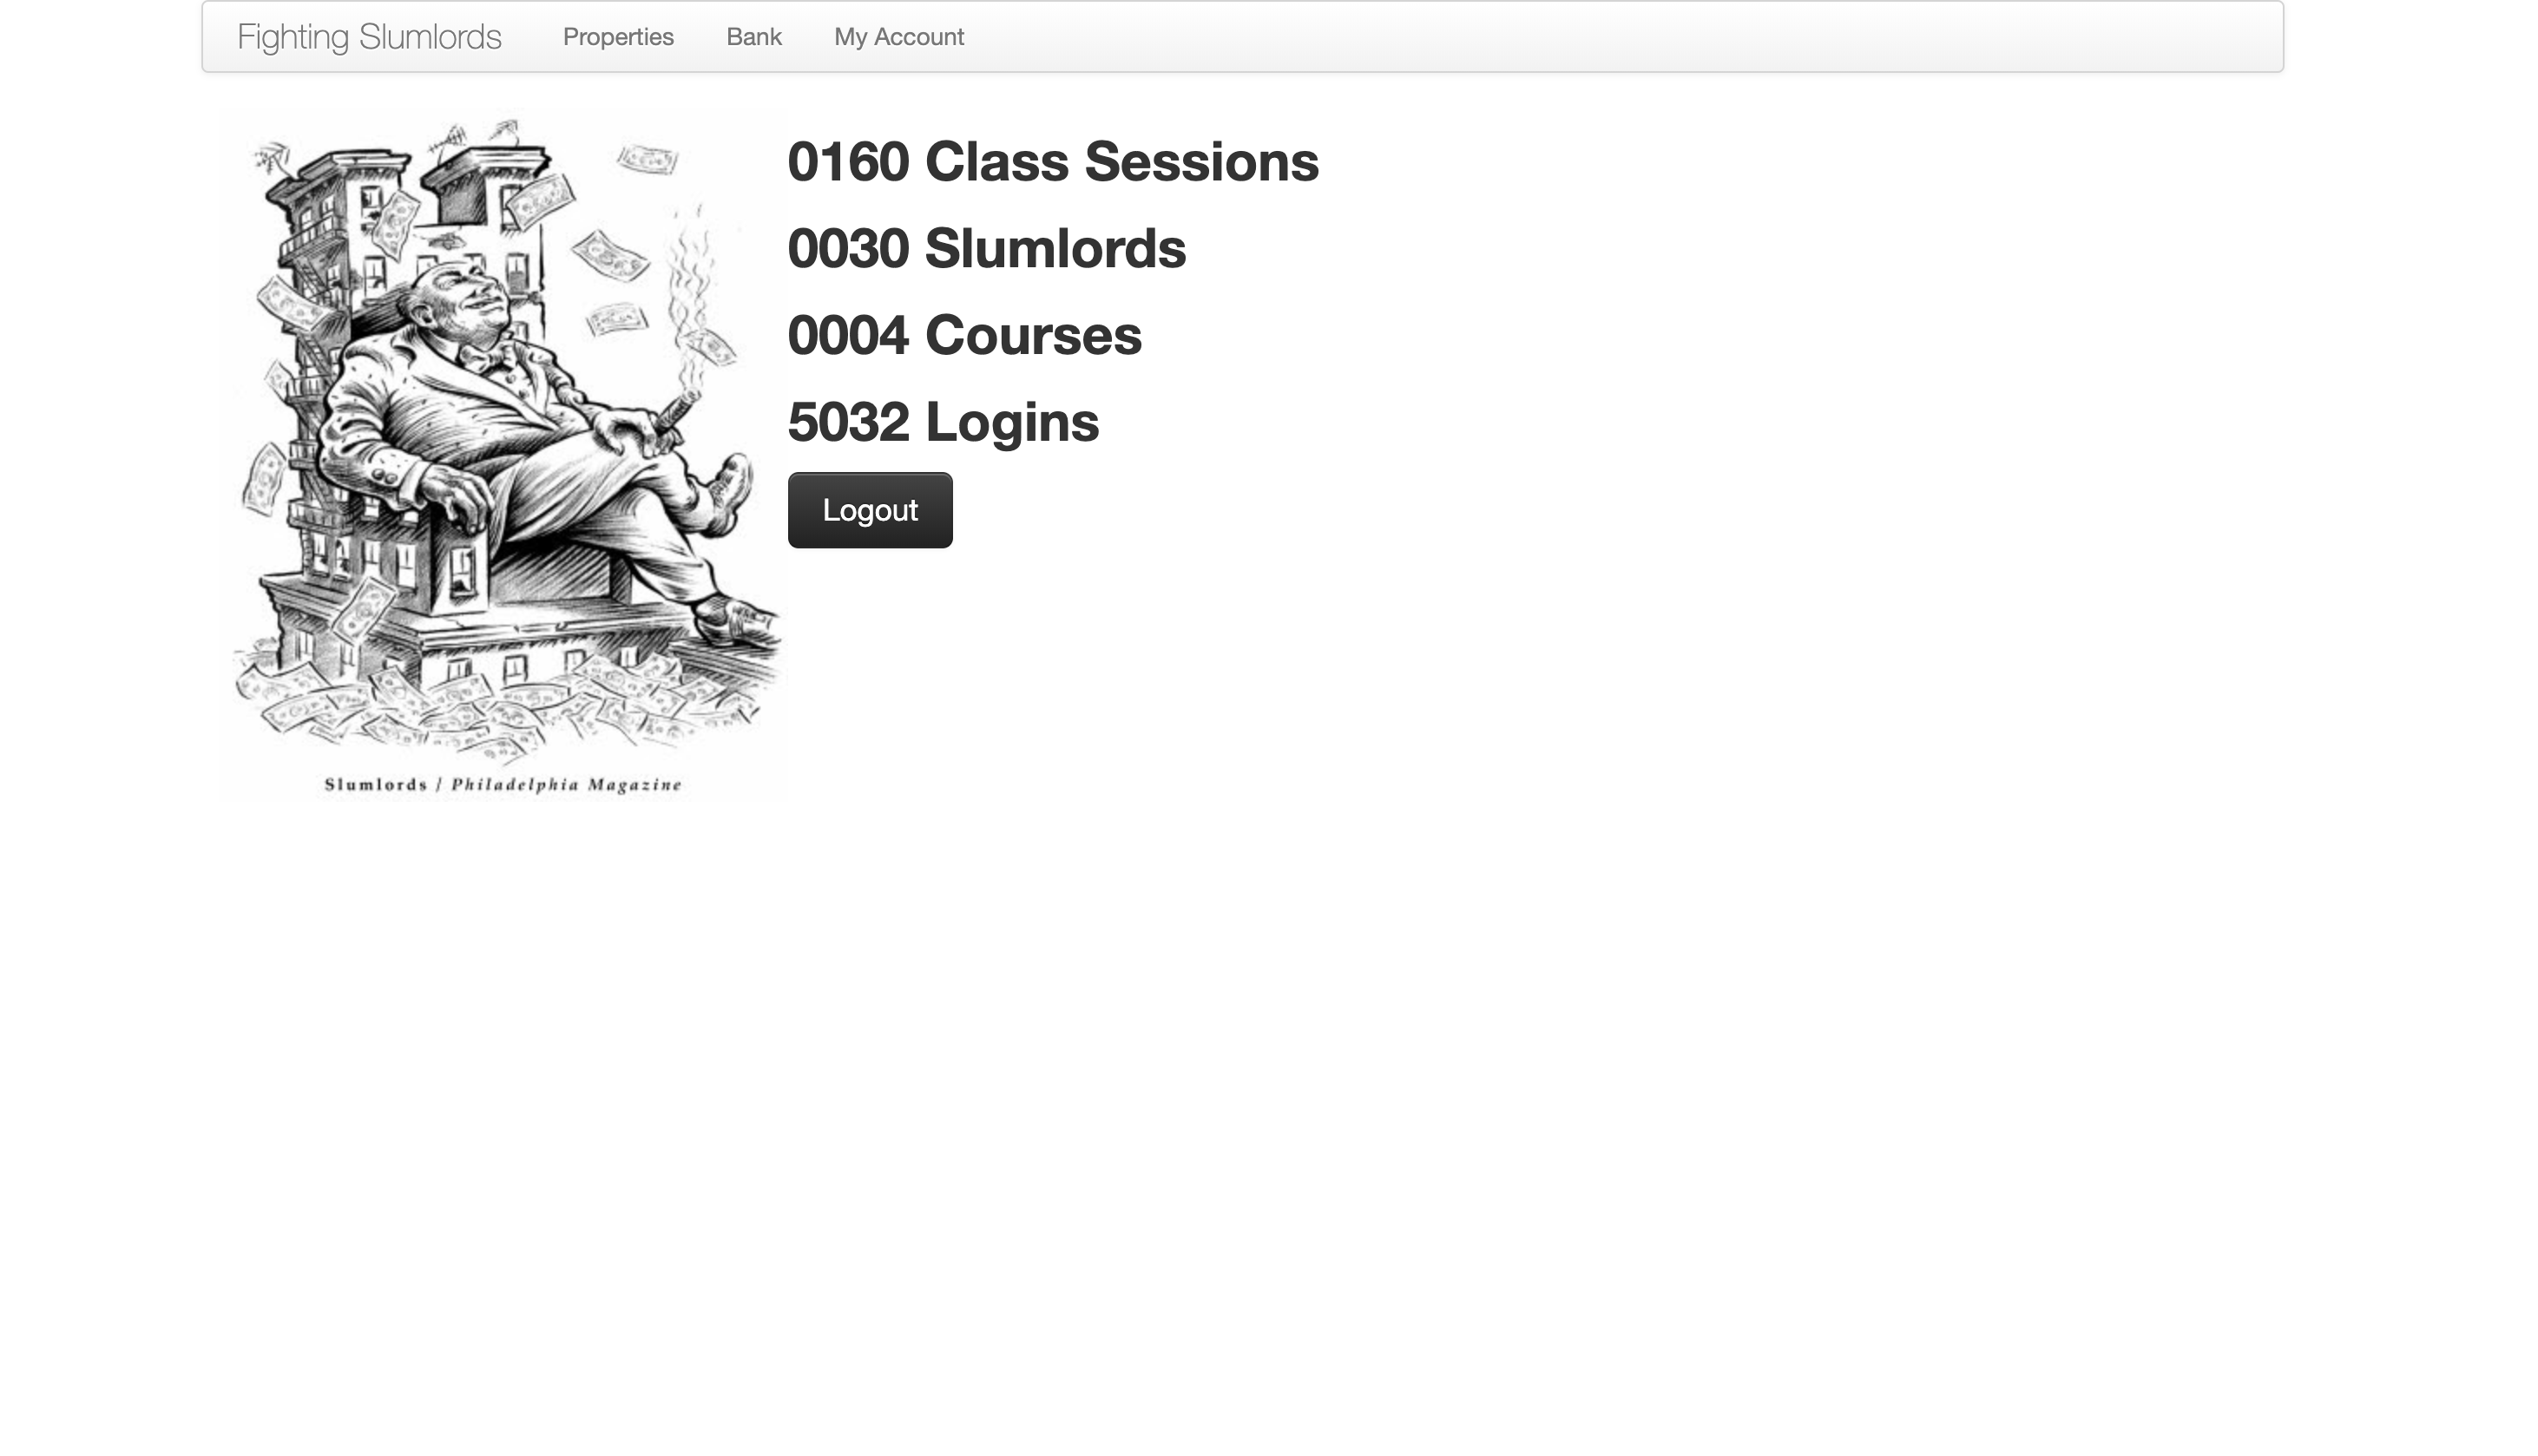 Fighting Slumlords Properties Bank My Account
0160 Class Sessions
0030 Slumlords
0004 Courses
5032 Logins
Logout
Slumlords / Philadelphia Magazine